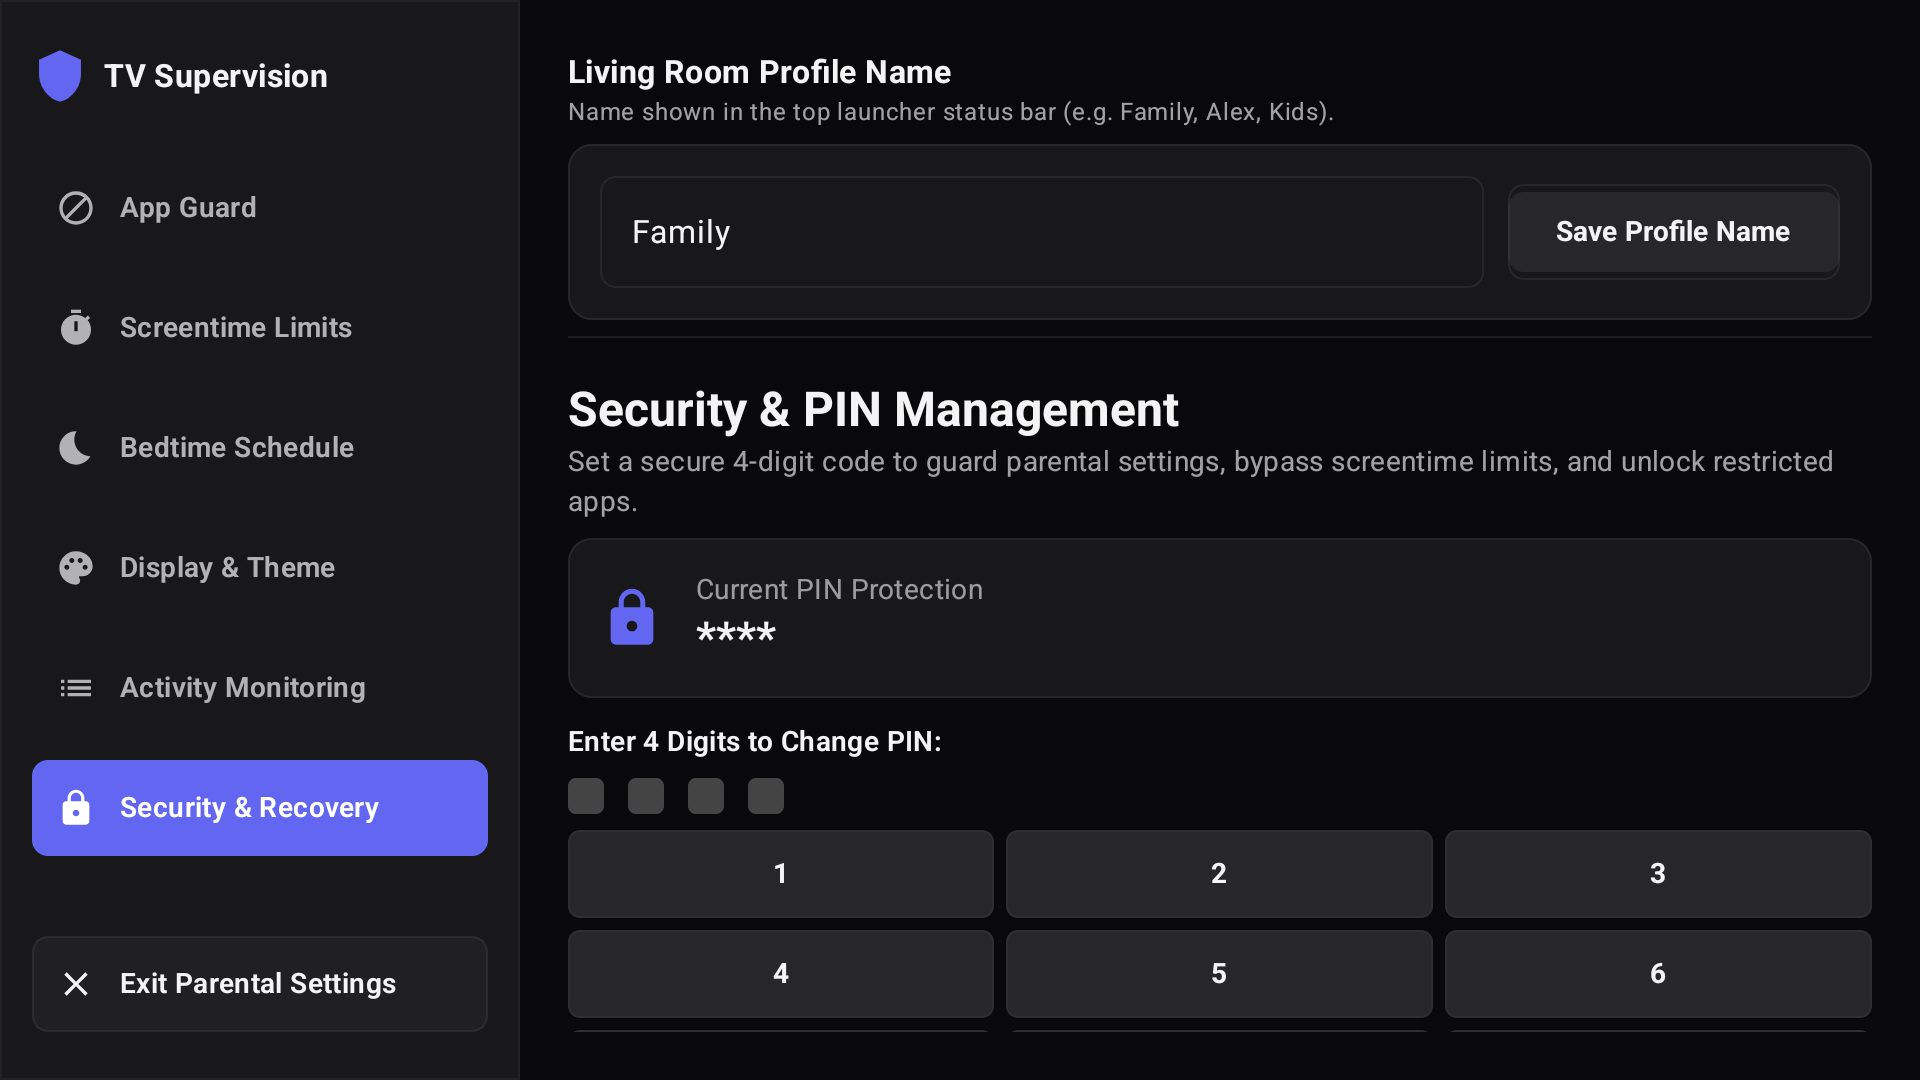 TV Supervision
App Guard
Screentime Limits
Bedtime Schedule
Display & Theme
Activity Monitoring
Security & Recovery
Exit Parental Settings
Living Room Profile Name
Name shown in the top launcher status bar (e.g. Family, Alex, Kids).
Family
Save Profile Name
Security & PIN Management
Set a secure 4-digit code to guard parental settings, bypass screentime limits, and unlock restricted
apps.
Current PIN Protection
****
Enter 4 Digits to Change PIN:
1 2 3
4 5 6